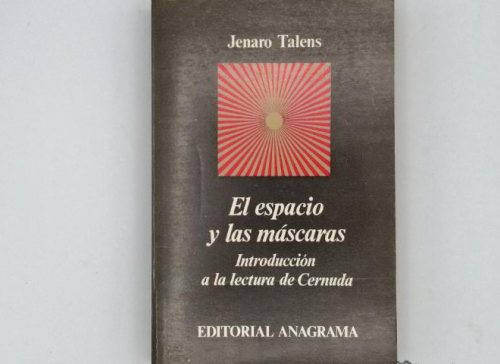 Jenaro Talens
El espacio
y las máscaras
Introducción
a la lectura de Cernuda
EDITORIAL ANAGRAMA